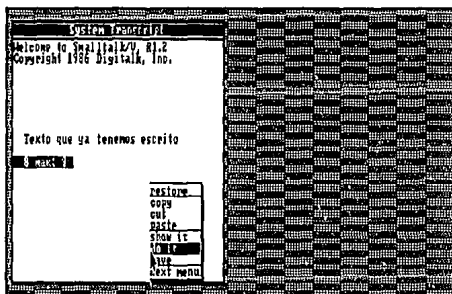 System Transcript
Welcome to Smalltalk/V, R1.2
Copyright 1986 Digitalk, Inc.
Texto que ya tenemos escrito
restore
copy
cut
paste
show it
do it
save
next menu